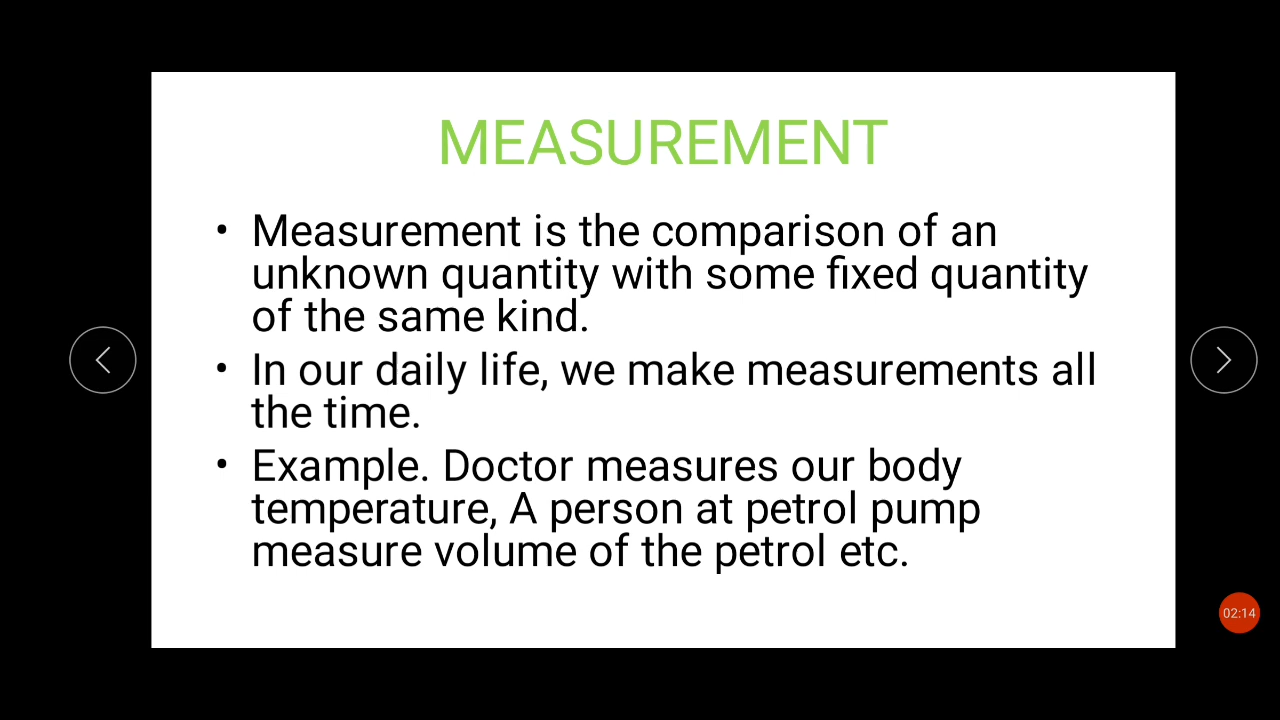 MEASUREMENT
• Measurement is the comparison of an
unknown quantity with some fixed quantity
of the same kind.
• In our daily life, we make measurements all
the time.
• Example. Doctor measures our body
temperature, A person at petrol pump
measure volume of the petrol etc.
02:14